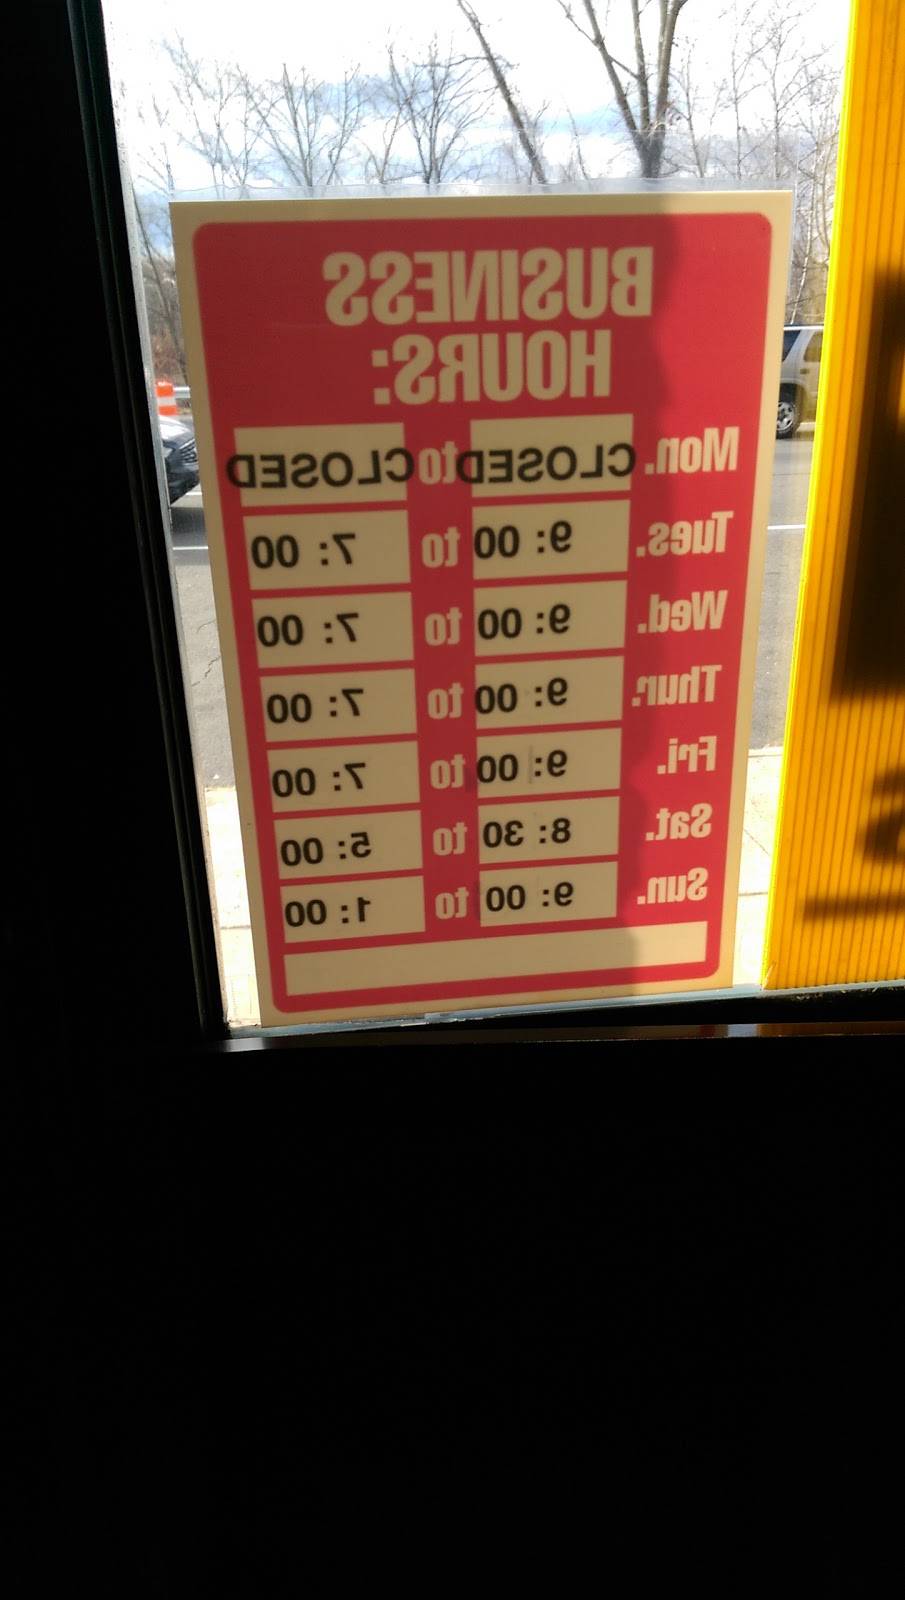 BUSINESS
HOURS:
Mon. CLOSED to CLOSED
Tues. 9:00 to 7:00
Wed. 9:00 to 7:00
Thur. 9:00 to 7:00
Fri. 9:00 to 7:00
Sat. 8:30 to 5:00
Sun. 9:00 to 1:00